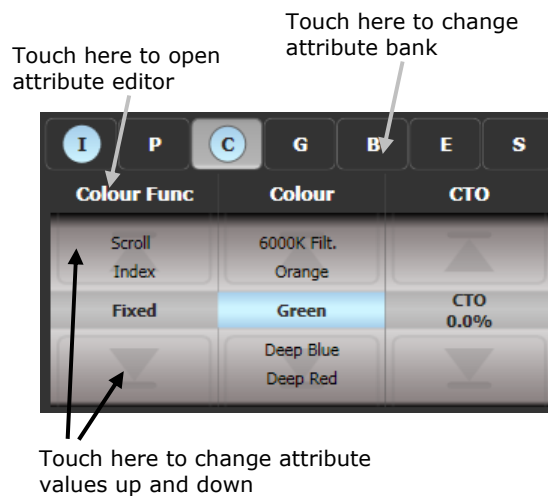 Touch here to change
attribute bank
Touch here to open
attribute editor
I P C G B E S
Colour Func Colour CTO
Scroll 6000K Filt.
Index Orange
Fixed Green CTO
0.0%
Deep Blue
Deep Red
Touch here to change attribute
values up and down